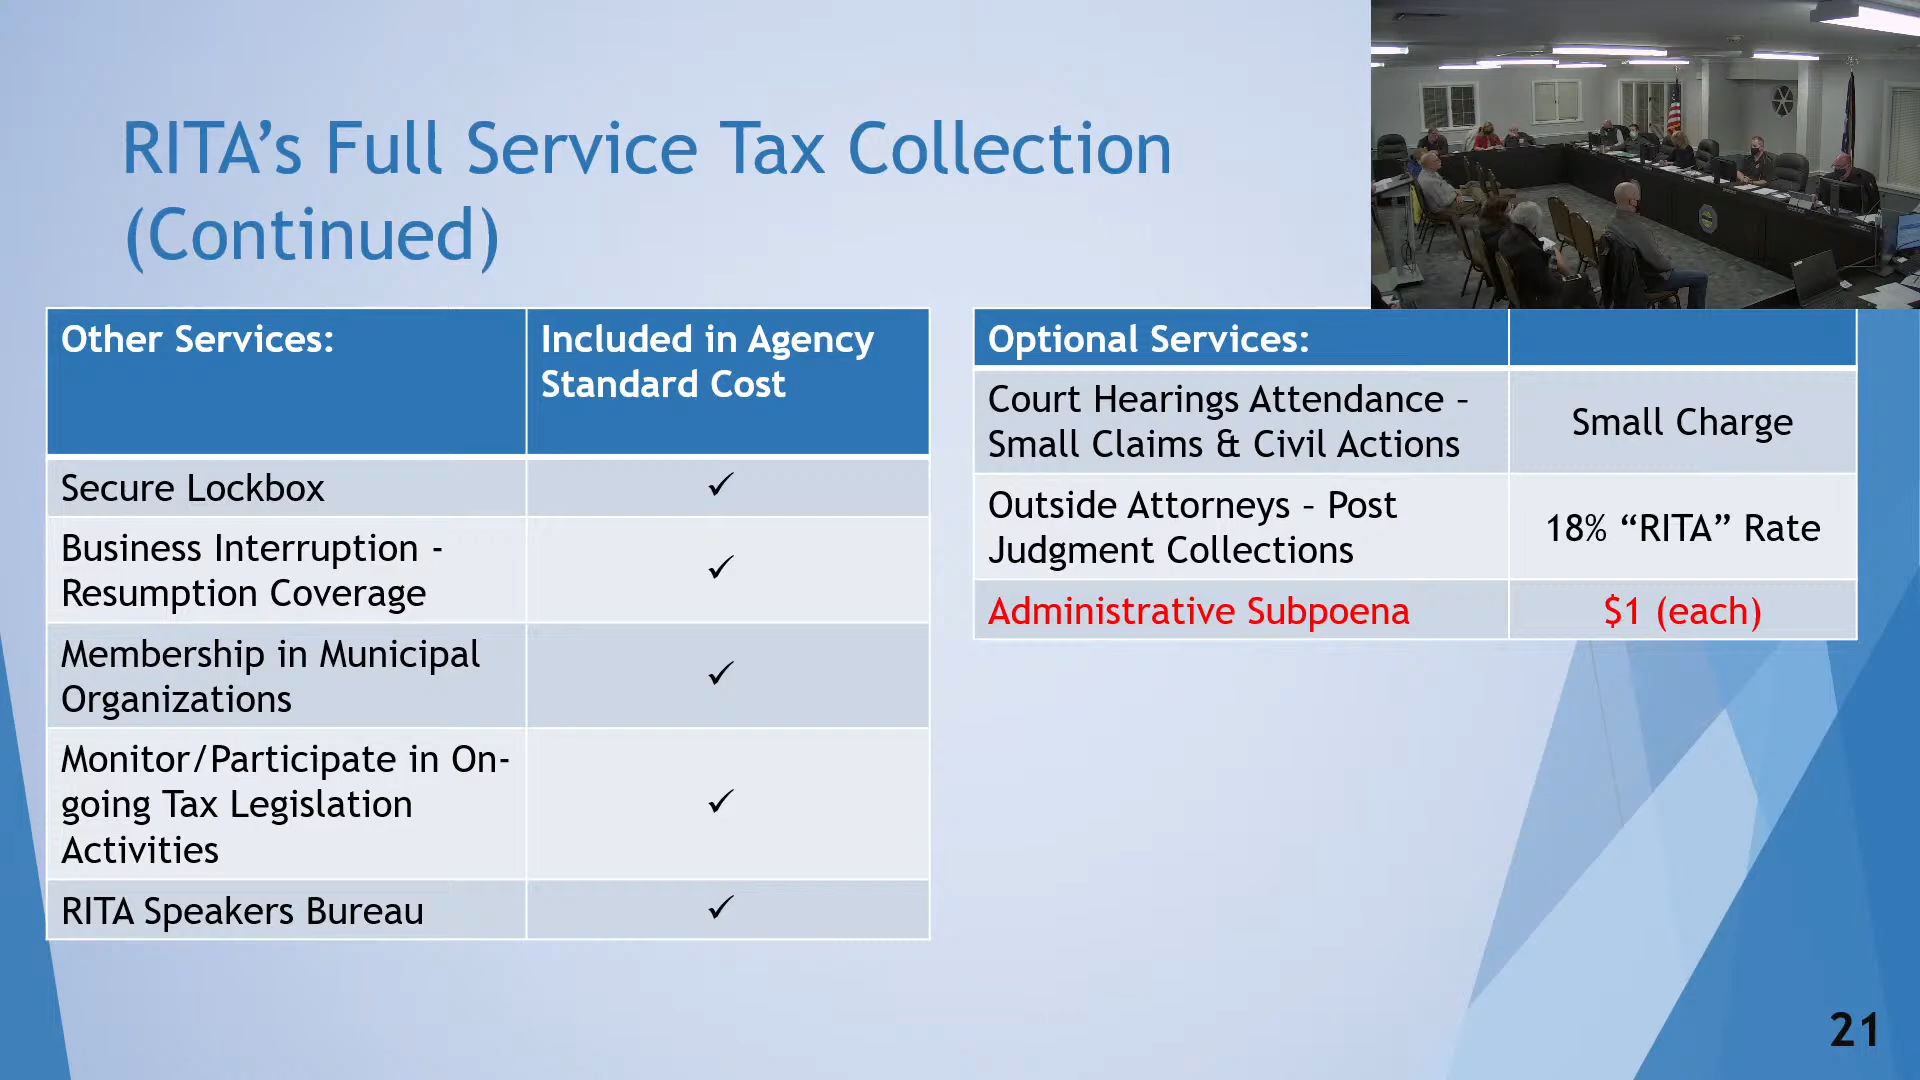 RITA’s Full Service Tax Collection
(Continued)
Other Services:
Included in Agency
Standard Cost
Secure Lockbox
✓
Business Interruption -
Resumption Coverage
✓
Membership in Municipal
Organizations
✓
Monitor/Participate in On-
going Tax Legislation
Activities
✓
RITA Speakers Bureau
✓
Optional Services:
Court Hearings Attendance –
Small Claims & Civil Actions
Small Charge
Outside Attorneys – Post
Judgment Collections
18% “RITA” Rate
Administrative Subpoena
$1 (each)
21